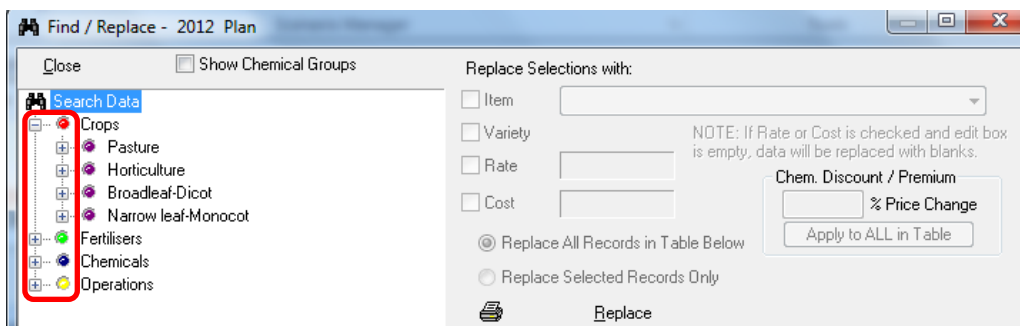 Find / Replace - 2012 Plan
Close
Show Chemical Groups
Search Data
Crops
Pasture
Horticulture
Broadleaf-Dicot
Narrow leaf-Monocot
Fertilisers
Chemicals
Operations
Replace Selections with:
Item
Variety
Rate
Cost
NOTE: If Rate or Cost is checked and edit box
is empty, data will be replaced with blanks.
Chem. Discount / Premium
% Price Change
Apply to ALL in Table
Replace All Records in Table Below
Replace Selected Records Only
Replace